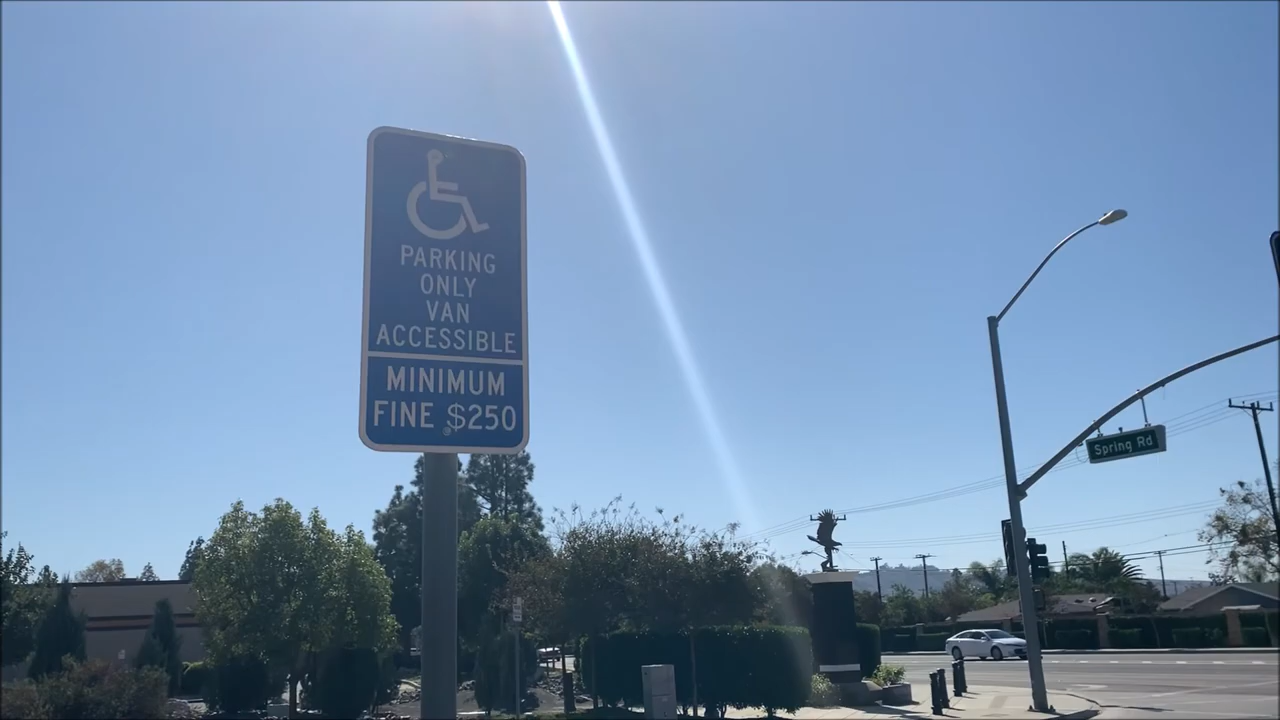 PARKING
ONLY
VAN
ACCESSIBLE
MINIMUM
FINE $250
Spring Rd